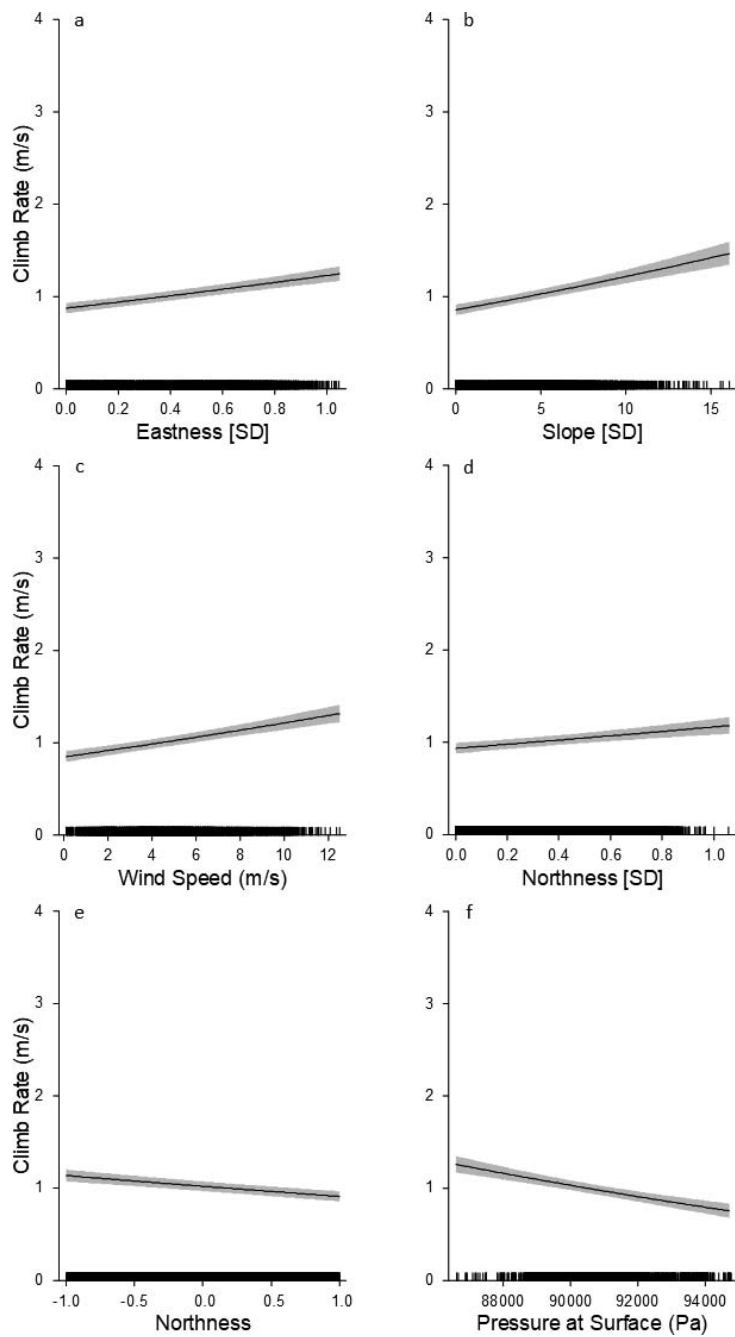 a
4
3
2
1
0
Climb Rate (m/s)
0.0 0.2 0.4 0.6 0.8 1.0
Eastness [SD]
b
4
3
2
1
0
0 5 10 15
Slope [SD]
c
4
3
2
1
0
Climb Rate (m/s)
0 2 4 6 8 10 12
Wind Speed (m/s)
d
4
3
2
1
0
0.0 0.2 0.4 0.6 0.8 1.0
Northness [SD]
e
4
3
2
1
0
Climb Rate (m/s)
-1.0 -0.5 0.0 0.5 1.0
Northness
f
4
3
2
1
0
88000 90000 92000 94000
Pressure at Surface (Pa)